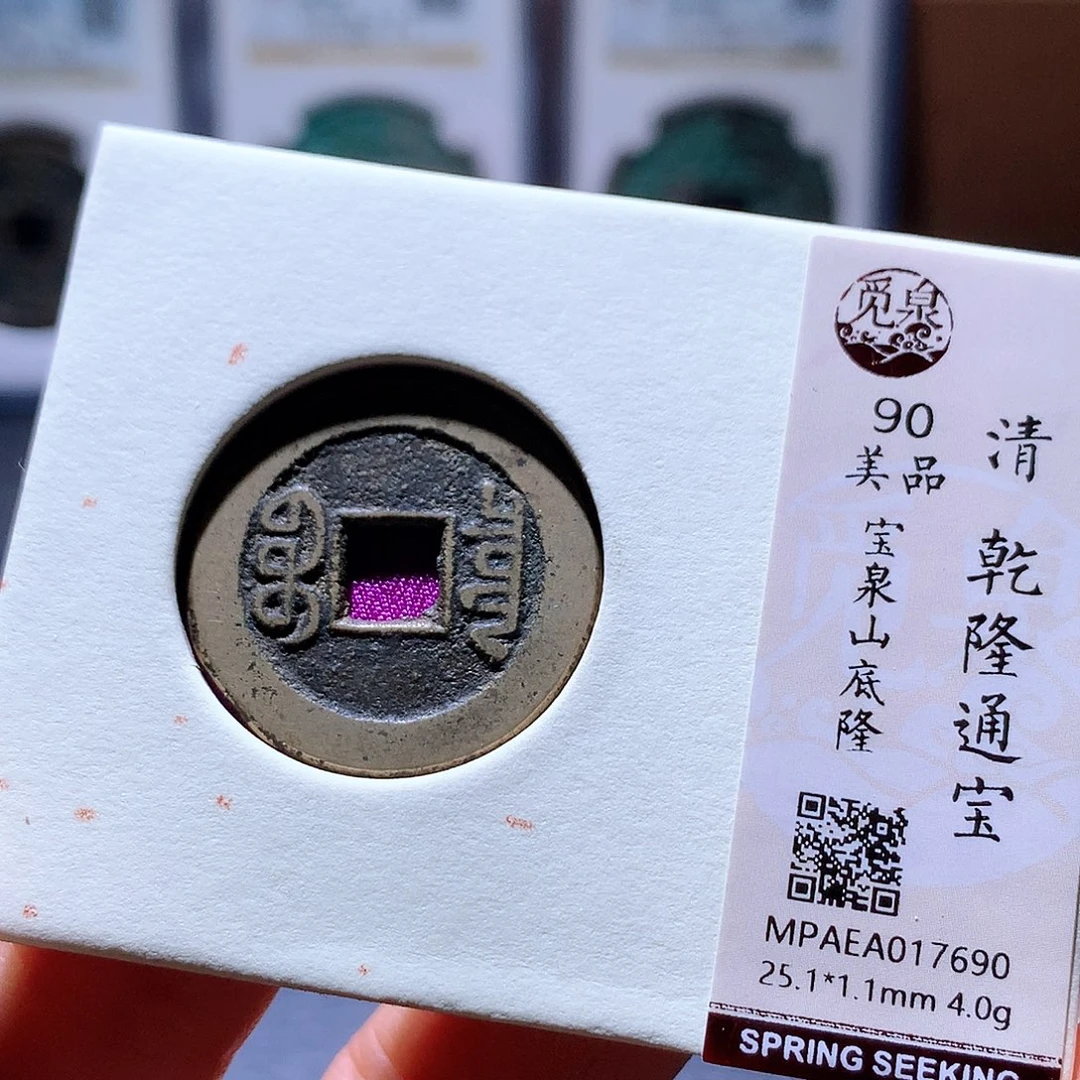 觅泉
清 乾隆通宝
90
美品
宝泉山底隆
MPAEA017690
25.1*1.1mm 4.0g
SPRING SEEKING